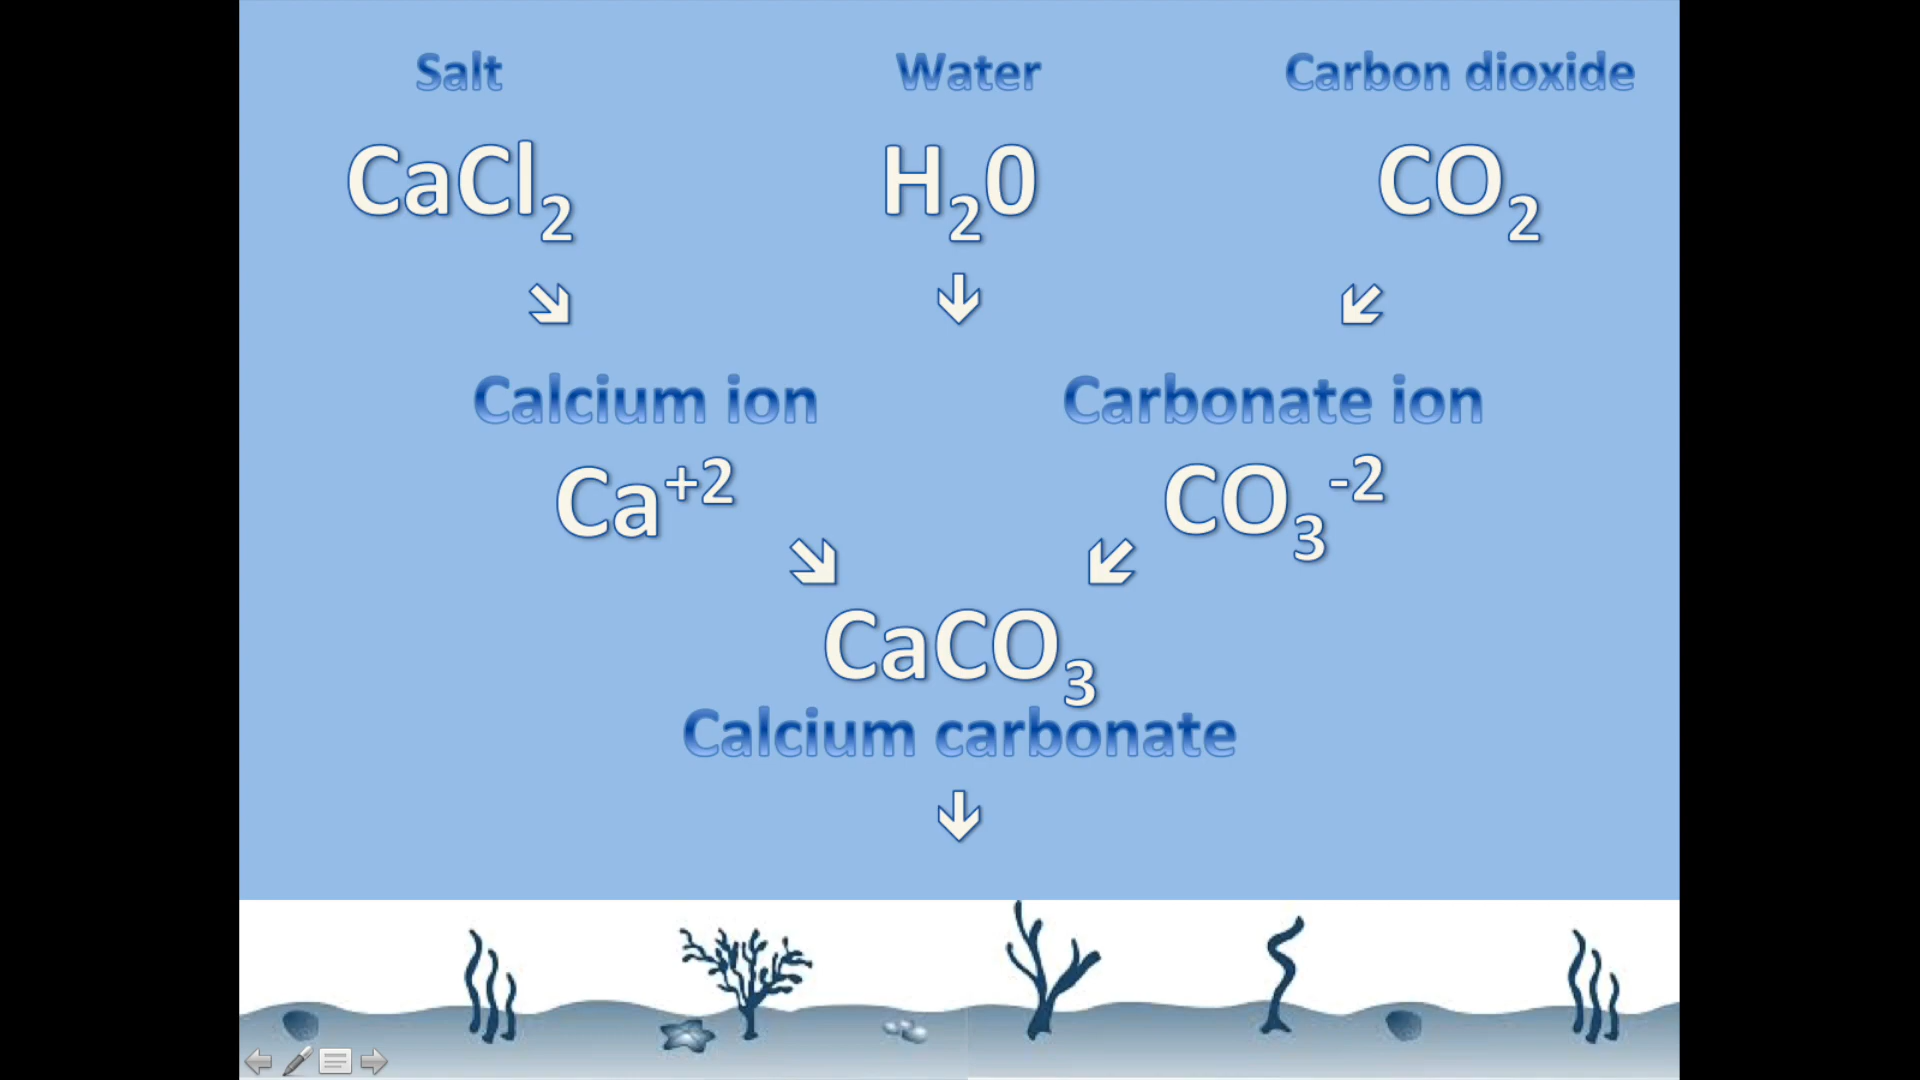 Salt Water Carbon dioxide
CaCl₂ H₂0 CO₂
Calcium ion Carbonate ion
Ca⁺² CO₃⁻²
CaCO₃
Calcium carbonate